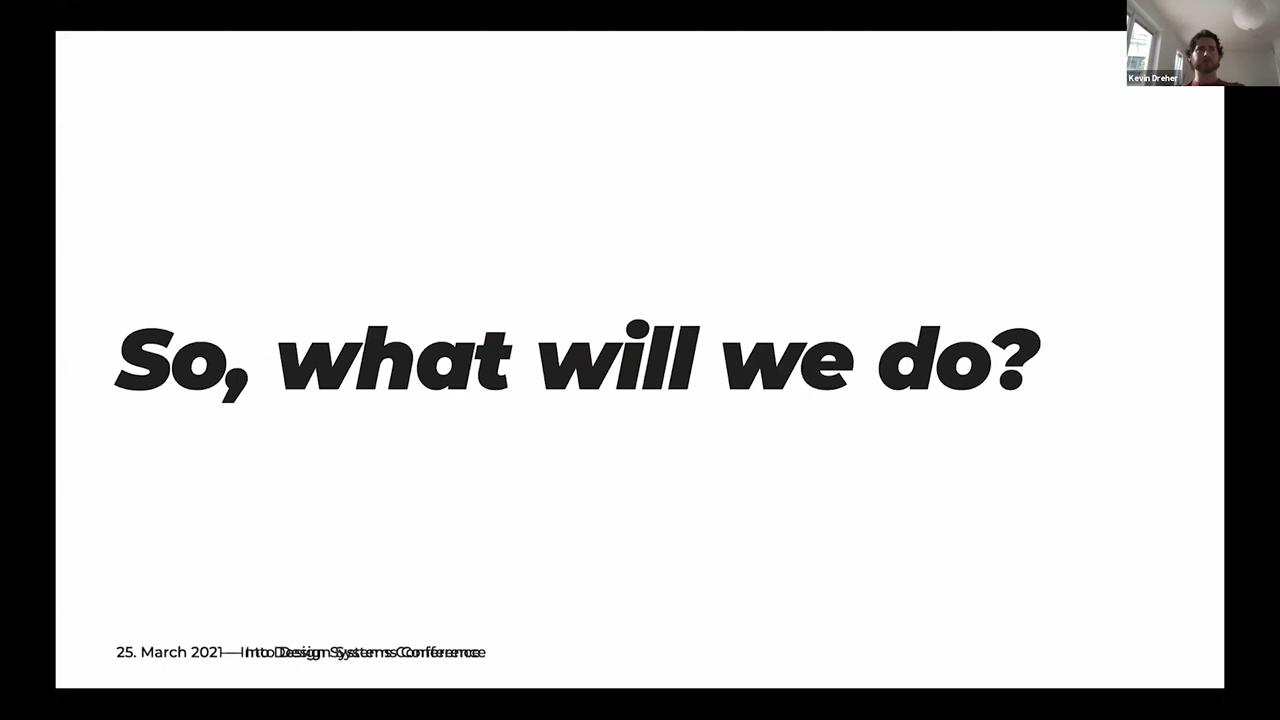 Kevin Dreher
So, what will we do?
25. March 2021 — Into Design Systems Conference